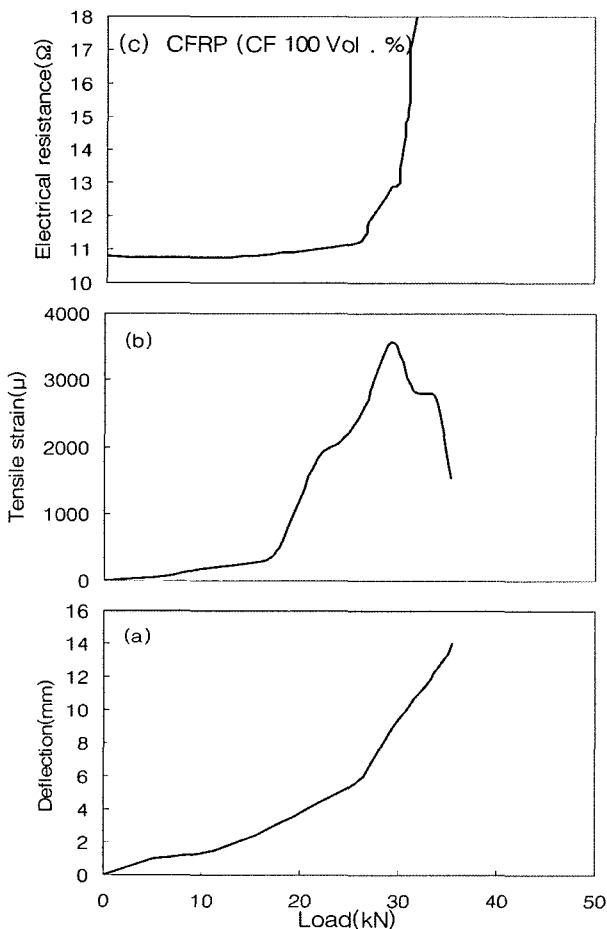 (c) CFRP (CF 100 Vol . %)
Electrical resistance(Ω)
18
17
16
15
14
13
12
11
10
(b)
Tensile strain(μ)
4000
3000
2000
1000
0
(a)
Deflection(mm)
16
14
12
10
8
6
4
2
0
0 10 20 30 40 50
Load(kN)